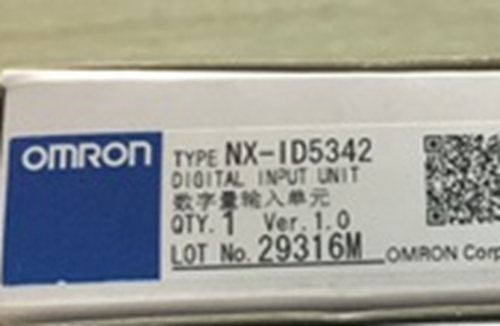 OMRON
TYPE NX-ID5342
DIGITAL INPUT UNIT
数字量输入单元
QTY. 1 Ver.1.0
LOT No. 29316M
OMRON Corp